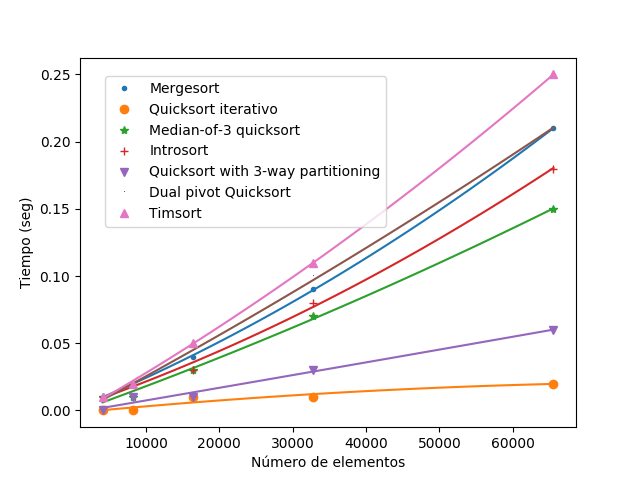 0.25
0.20
0.15
0.10
0.05
0.00
Tiempo (seg)
Mergesort
Quicksort iterativo
Median-of-3 quicksort
Introsort
Quicksort with 3-way partitioning
Dual pivot Quicksort
Timsort
10000 20000 30000 40000 50000 60000
Número de elementos